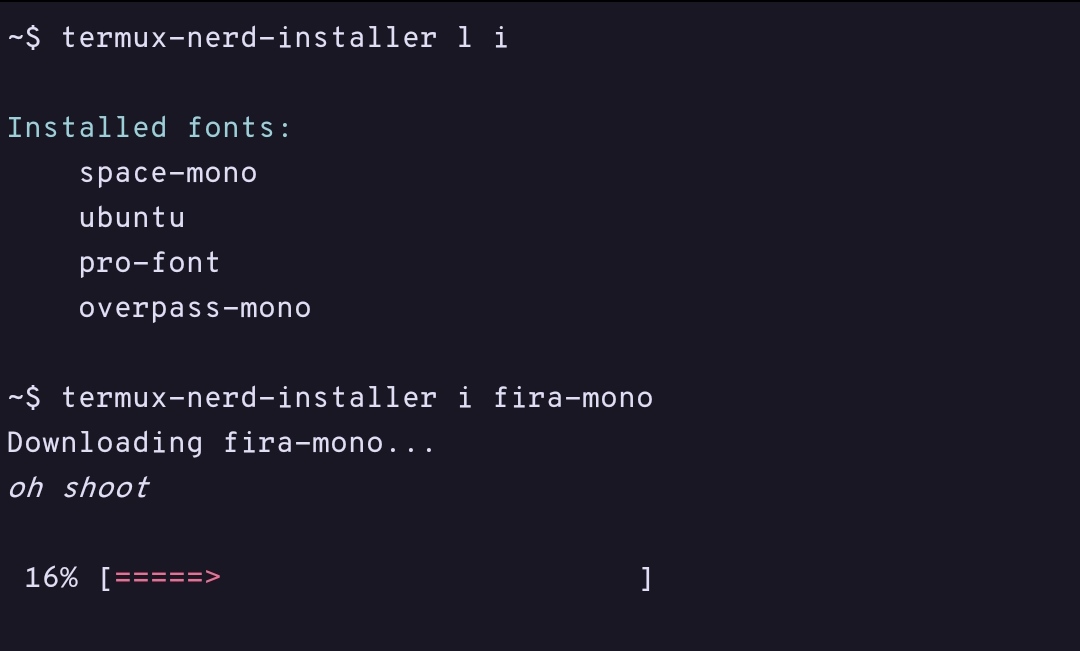 ~$ termux-nerd-installer l i
Installed fonts:
space-mono
ubuntu
pro-font
overpass-mono
~$ termux-nerd-installer i fira-mono
Downloading fira-mono...
oh shoot
16% [=====> ]